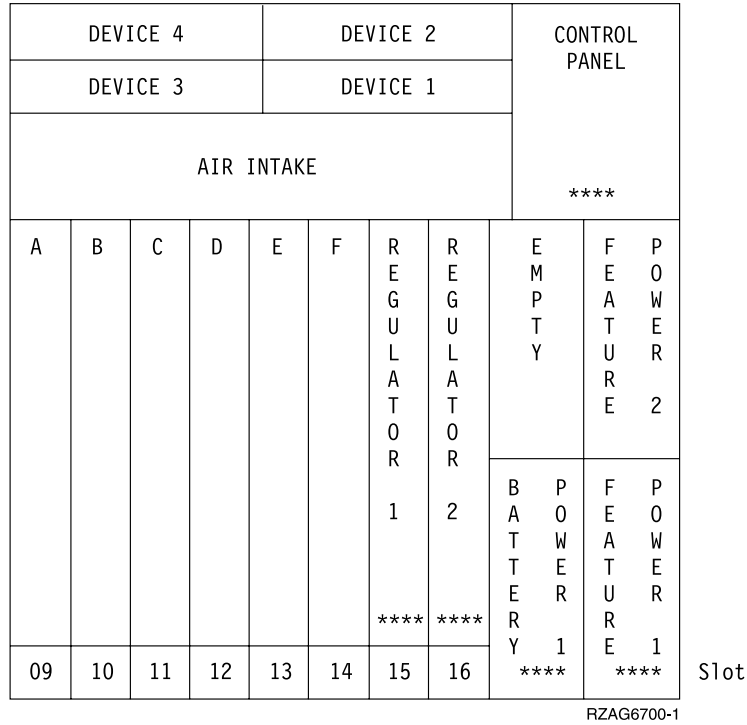 DEVICE 4 DEVICE 2 CONTROL
PANEL
DEVICE 3 DEVICE 1
AIR INTAKE
****
A B C D E F REGULATOR 1 REGULATOR 2 EMPTY FEATURE POWER 2
BATTERY POWER 1 FEATURE POWER 1
**** ****
09 10 11 12 13 14 15 16 **** **** Slot
RZAG6700-1